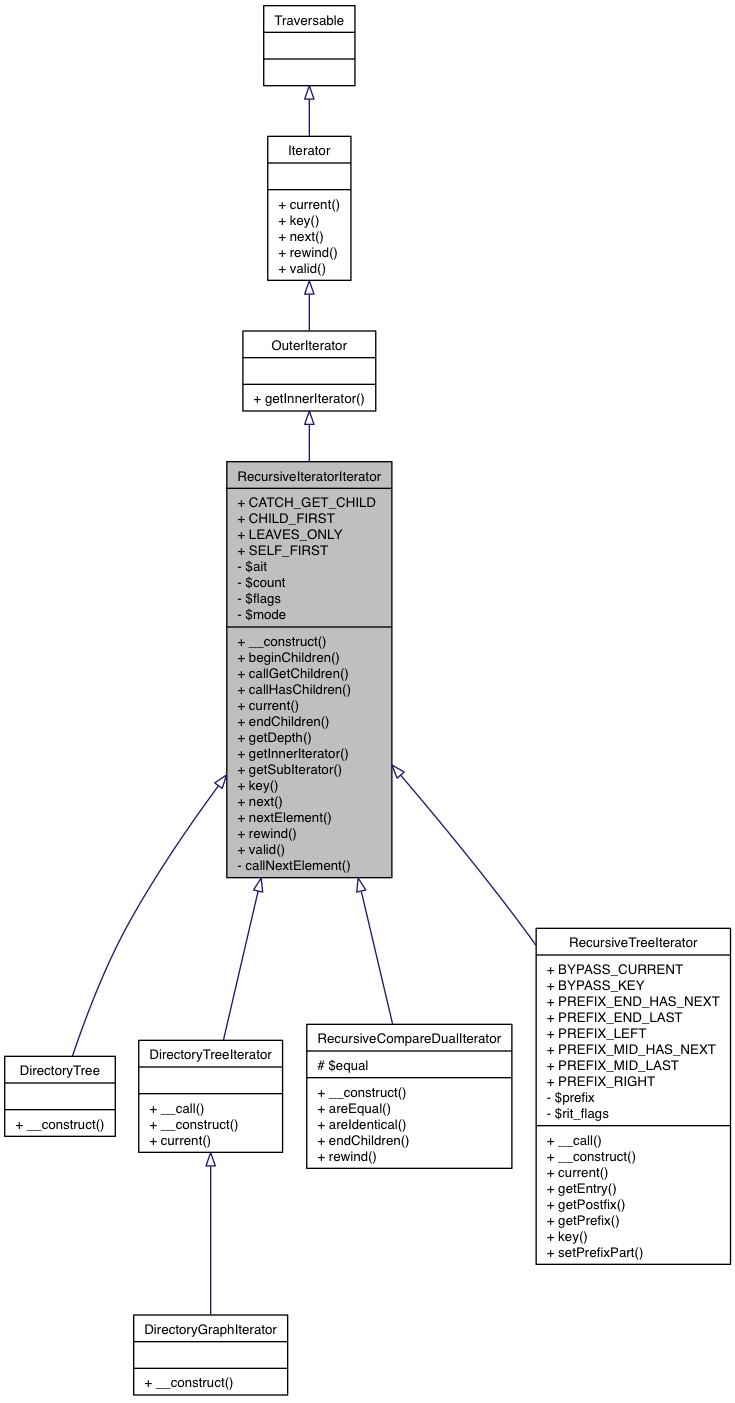 Traversable
Iterator
+ current()
+ key()
+ next()
+ rewind()
+ valid()
OuterIterator
+ getInnerIterator()
RecursiveIteratorIterator
+ CATCH_GET_CHILD
+ CHILD_FIRST
+ LEAVES_ONLY
+ SELF_FIRST
- $ait
- $count
- $flags
- $mode
+ __construct()
+ beginChildren()
+ callGetChildren()
+ callHasChildren()
+ current()
+ endChildren()
+ getDepth()
+ getInnerIterator()
+ getSubIterator()
+ key()
+ next()
+ nextElement()
+ rewind()
+ valid()
- callNextElement()
DirectoryTree
+ __construct()
DirectoryTreeIterator
+ __call()
+ __construct()
+ current()
RecursiveCompareDualIterator
# $equal
+ __construct()
+ areEqual()
+ areIdentical()
+ endChildren()
+ rewind()
RecursiveTreeIterator
+ BYPASS_CURRENT
+ BYPASS_KEY
+ PREFIX_END_HAS_NEXT
+ PREFIX_END_LAST
+ PREFIX_LEFT
+ PREFIX_MID_HAS_NEXT
+ PREFIX_MID_LAST
+ PREFIX_RIGHT
- $prefix
- $rit_flags
+ __call()
+ __construct()
+ current()
+ getEntry()
+ getPostfix()
+ getPrefix()
+ key()
+ setPrefixPart()
DirectoryGraphIterator
+ __construct()